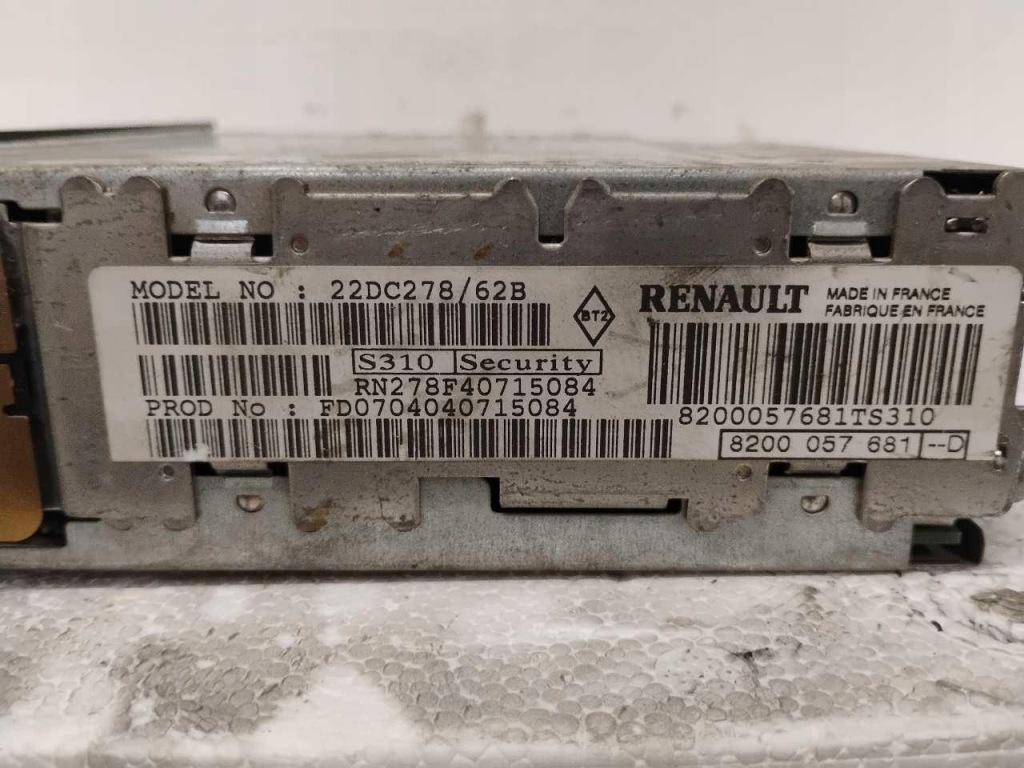 MODEL NO : 22DC278/62B
BT2
RENAULT
MADE IN FRANCE
FABRIQUE EN FRANCE
S310 Security
RN278F40715084
PROD No : FD0704040715084
8200057681TS310
8200 057 681 --D